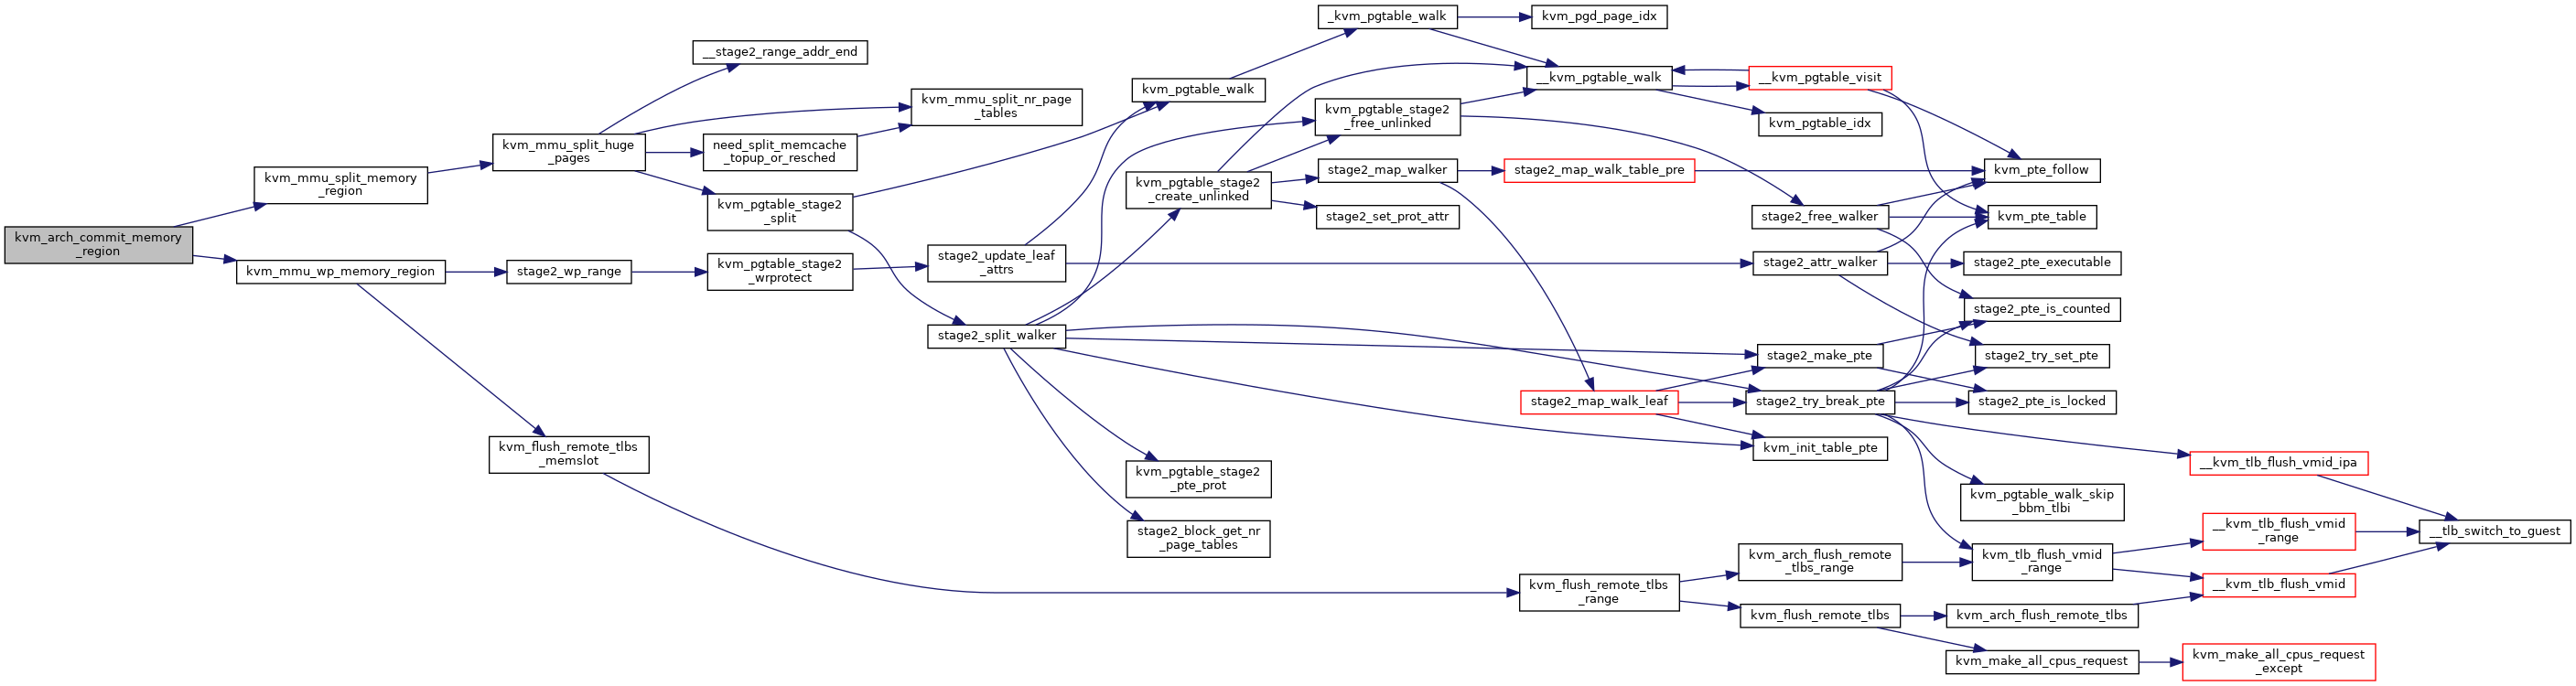 kvm_arch_commit_memory
_region
kvm_mmu_split_memory
_region
kvm_mmu_wp_memory_region
kvm_mmu_split_huge
_pages
stage2_wp_range
kvm_flush_remote_tlbs
_memslot
__stage2_range_addr_end
need_split_memcache
_topup_or_resched
kvm_pgtable_stage2
_split
kvm_pgtable_stage2
_wrprotect
kvm_mmu_split_nr_page
_tables
stage2_update_leaf
_attrs
stage2_split_walker
kvm_pgtable_walk
kvm_pgtable_stage2
_create_unlinked
kvm_pgtable_stage2
_pte_prot
stage2_block_get_nr
_page_tables
_kvm_pgtable_walk
kvm_pgtable_stage2
_free_unlinked
stage2_map_walker
stage2_set_prot_attr
kvm_pgd_page_idx
__kvm_pgtable_walk
stage2_map_walk_table_pre
stage2_map_walk_leaf
kvm_flush_remote_tlbs
_range
__kvm_pgtable_visit
kvm_pgtable_idx
stage2_free_walker
stage2_attr_walker
stage2_make_pte
stage2_try_break_pte
kvm_init_table_pte
kvm_arch_flush_remote
_tlbs_range
kvm_flush_remote_tlbs
kvm_pte_follow
kvm_pte_table
stage2_pte_executable
stage2_pte_is_counted
stage2_try_set_pte
stage2_pte_is_locked
kvm_pgtable_walk_skip
_bbm_tlbi
kvm_tlb_flush_vmid
_range
kvm_arch_flush_remote_tlbs
kvm_make_all_cpus_request
__kvm_tlb_flush_vmid_ipa
__kvm_tlb_flush_vmid
_range
__kvm_tlb_flush_vmid
kvm_make_all_cpus_request
_except
__tlb_switch_to_guest